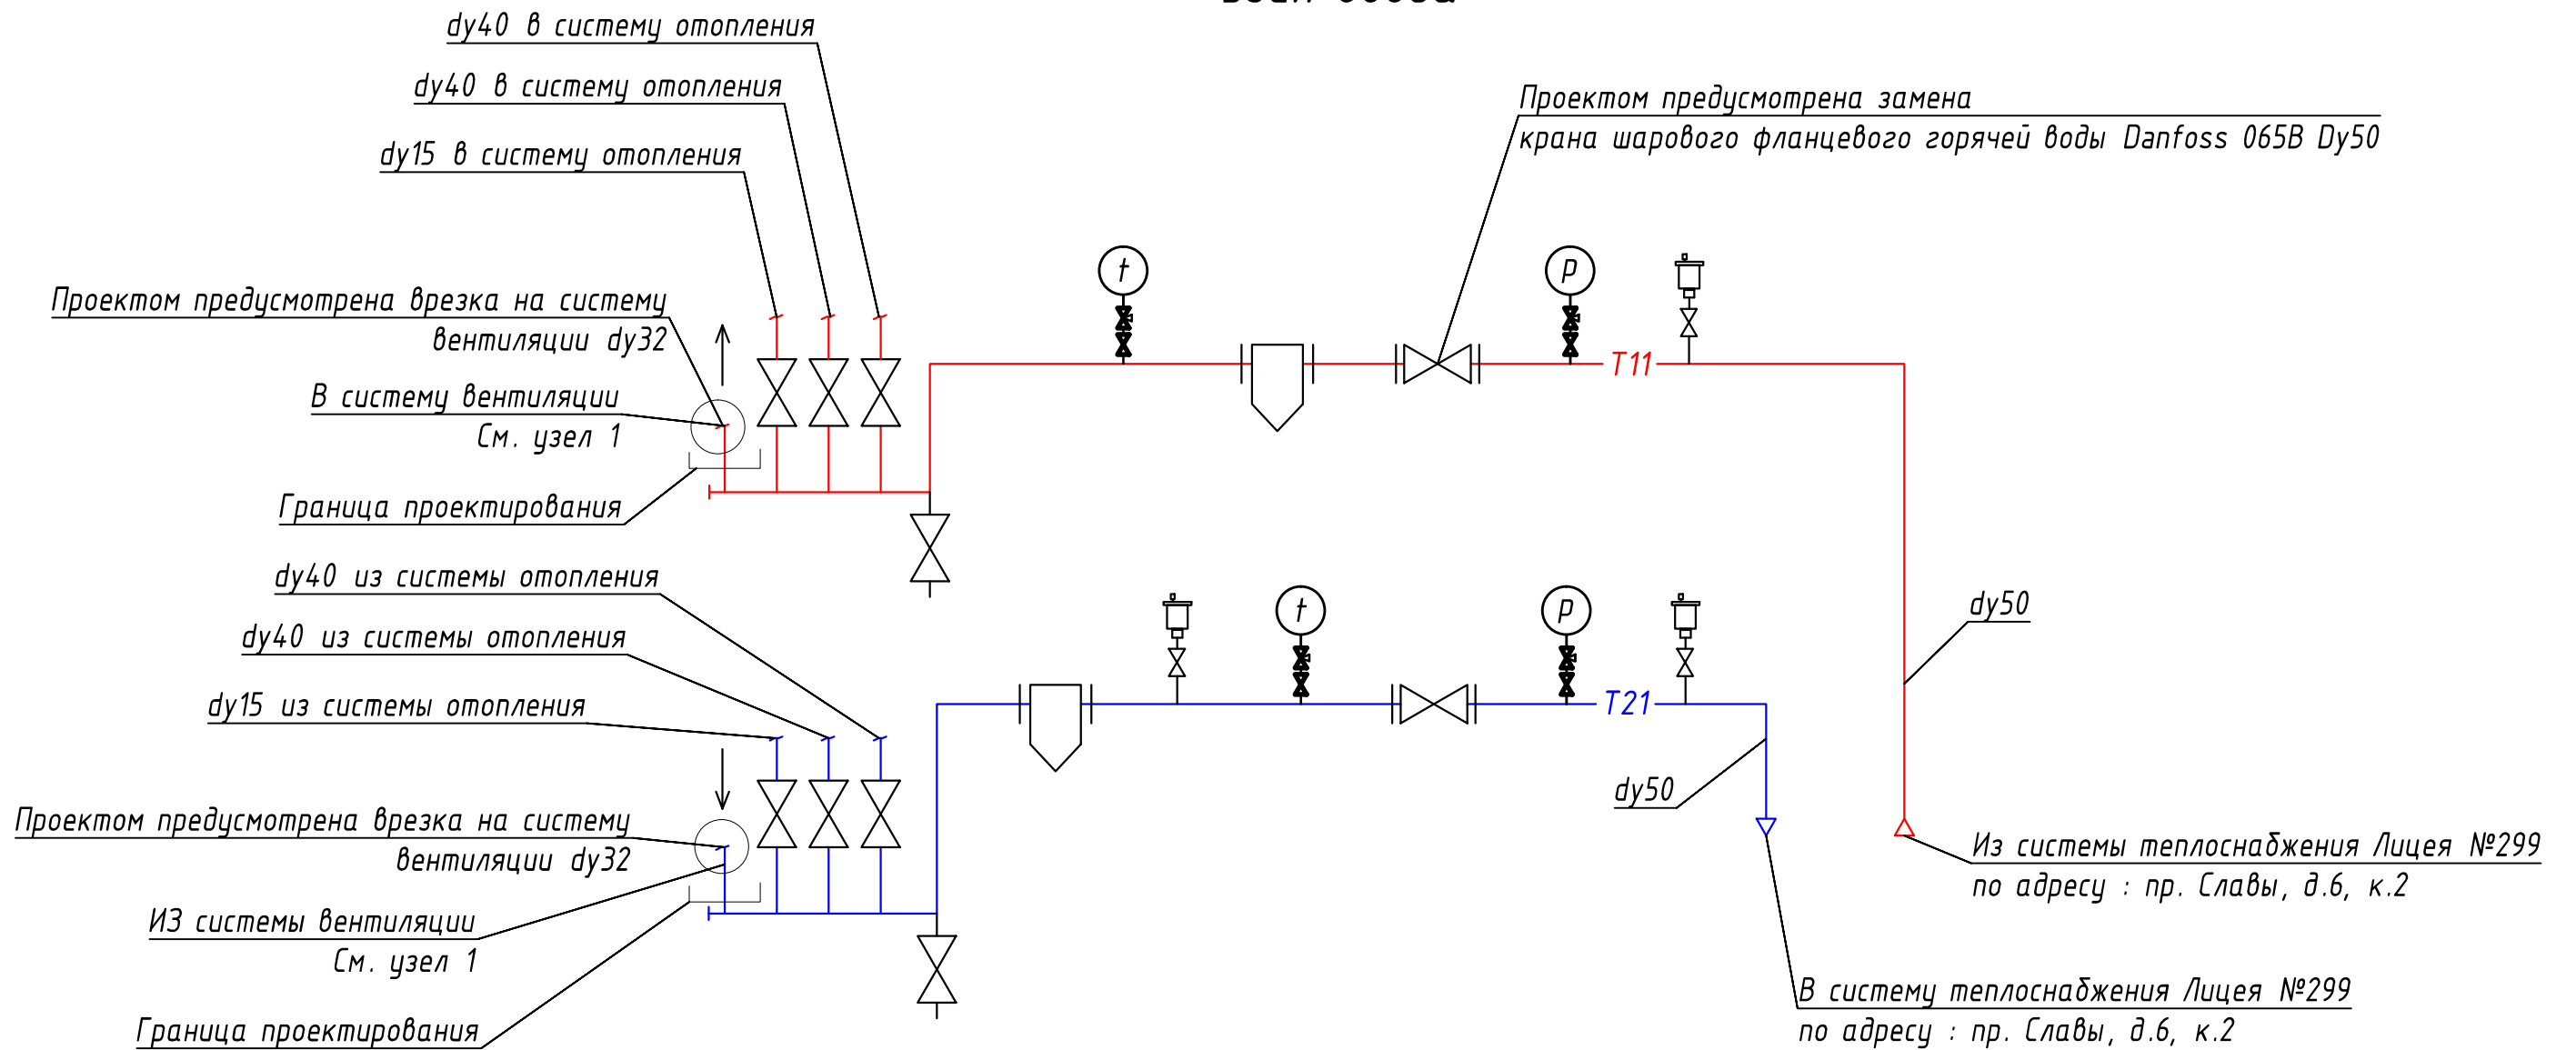 dy40 в систему отопления
dy40 в систему отопления
dy15 в систему отопления
Проектом предусмотрена замена
крана шарового фланцевого горячей воды Danfoss 065B Dy50
t
P
Проектом предусмотрена врезка на систему
вентиляции dy32
T11
В систему вентиляции
См. узел 1
Граница проектирования
dy40 из системы отопления
dy40 из системы отопления
dy15 из системы отопления
t
P
dy50
T21
dy50
Проектом предусмотрена врезка на систему
вентиляции dy32
ИЗ системы вентиляции
См. узел 1
Граница проектирования
Из системы теплоснабжения Лицея №299
по адресу : пр. Славы, д.6, к.2
В систему теплоснабжения Лицея №299
по адресу : пр. Славы, д.6, к.2